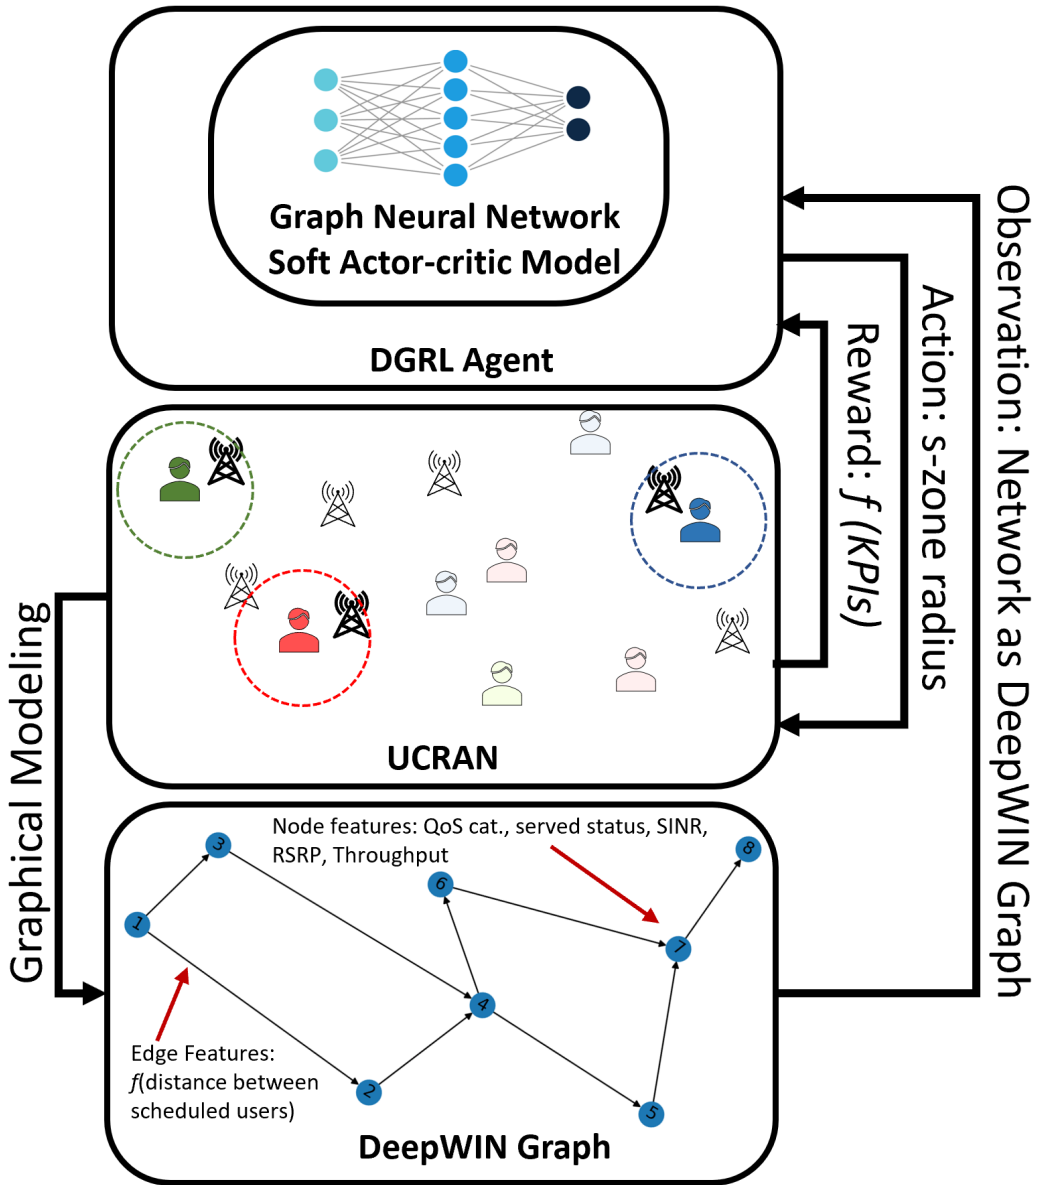 Graph Neural Network
Soft Actor-critic Model
DGRL Agent
Observation: Network as DeepWIN Graph
Action: s-zone radius
Reward: f (KPIs)
UCRAN
Graphical Modeling
Node features: QoS cat., served status, SINR,
RSRP, Throughput
3
8
6
1
7
4
Edge Features:
f(distance between
scheduled users)
2
5
DeepWIN Graph